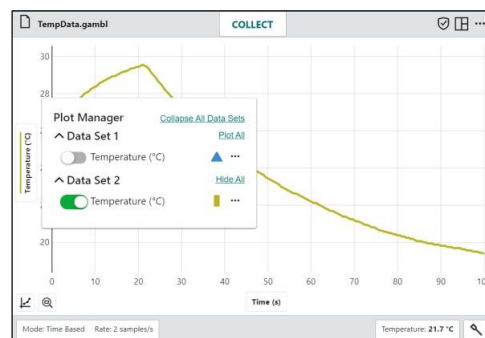 TempData.gambl
COLLECT
30
28
Plot Manager
Collapse All Data Sets
Data Set 1
Plot All
Temperature (°C)
Data Set 2
Hide All
Temperature (°C)
Temperature (°C)
20
0 10 20 30 40 50 60 70 80 90
Time (s)
Mode: Time Based Rate: 2 samples/s
Temperature: 21.7 °C